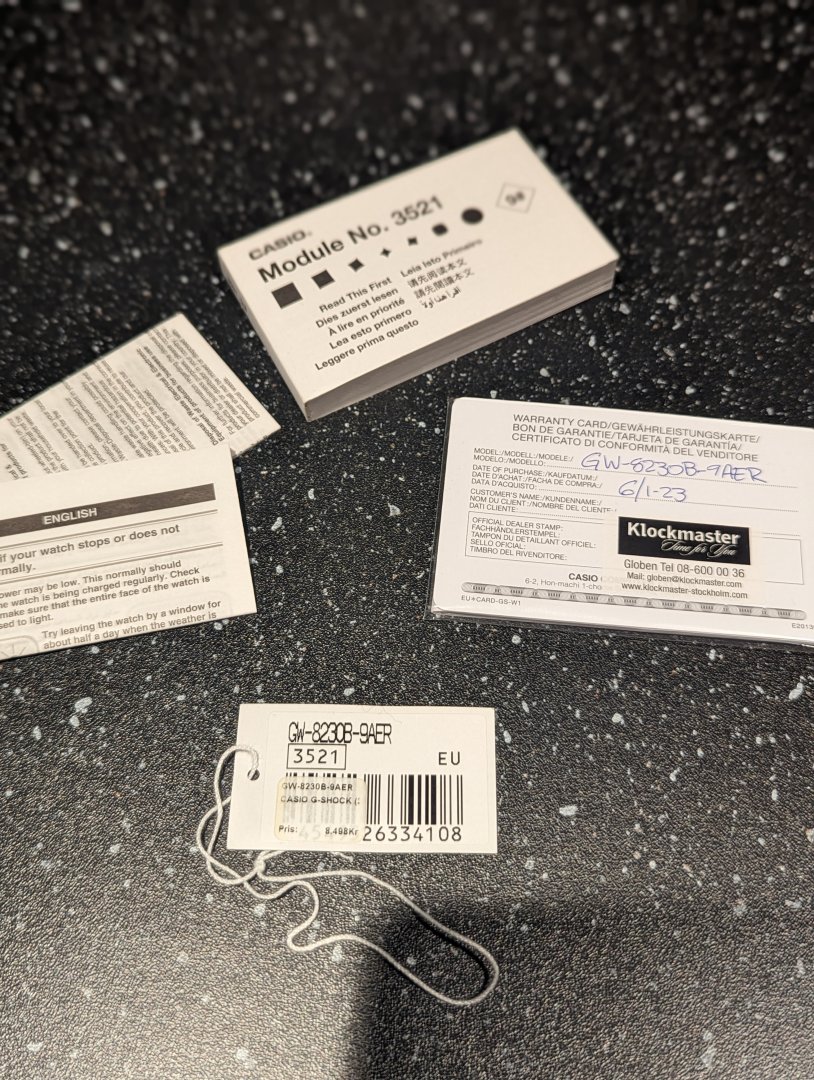 CASIO.
Module No. 3521
9#
Read This First
Dies zuerst lesen
À lire en priorité
Lea esto primero
Leggere prima questo
Leia Isto Primeiro
请先阅读本文
請先閱讀本文
ENGLISH
if your watch stops or does not
mally.
ower may be low. This normally should
he watch is being charged regularly. Check
make sure that the entire face of the watch is
sed to light.
Try leaving the watch by a window for
about half a day when the weather is
WARRANTY CARD/GEWÄHRLEISTUNGSKARTE/
BON DE GARANTIE/TARJETA DE GARANTÍA/
CERTIFICATO DI CONFORMITÀ DEL VENDITORE
MODEL:/MODELL:/MODELE:/
MODELO:/MODELLO: GW-8230B-9AER
DATE OF PURCHASE:/KAUFDATUM:/
DATE D'ACHAT:/FACHA DE COMPRA:/
DATA D'ACQUISTO: 6/1-23
CUSTOMER'S NAME:/KUNDENNAME:/
NOM DU CLIENT:/NOMBRE DEL CLIENTE:/
DATI CLIENTE:
OFFICIAL DEALER STAMP:
FACHHÄNDLERSTEMPEL:
TAMPON DU DETAILLANT OFFICIEL:
SELLO OFICIAL:
TIMBRO DEL RIVENDITORE:
Klockmaster
Time for You
Globen Tel 08-600 00 36
Mail: globen@klockmaster.com
www.klockmaster-stockholm.com
CASIO
6-2, Hon-machi 1-cho
EU+CARD-GS-W1
GW-8230B-9AER
3521
EU
GW-8230B-9AER
CASIO G-SHOCK (
Pris: 8.498Kr
26334108